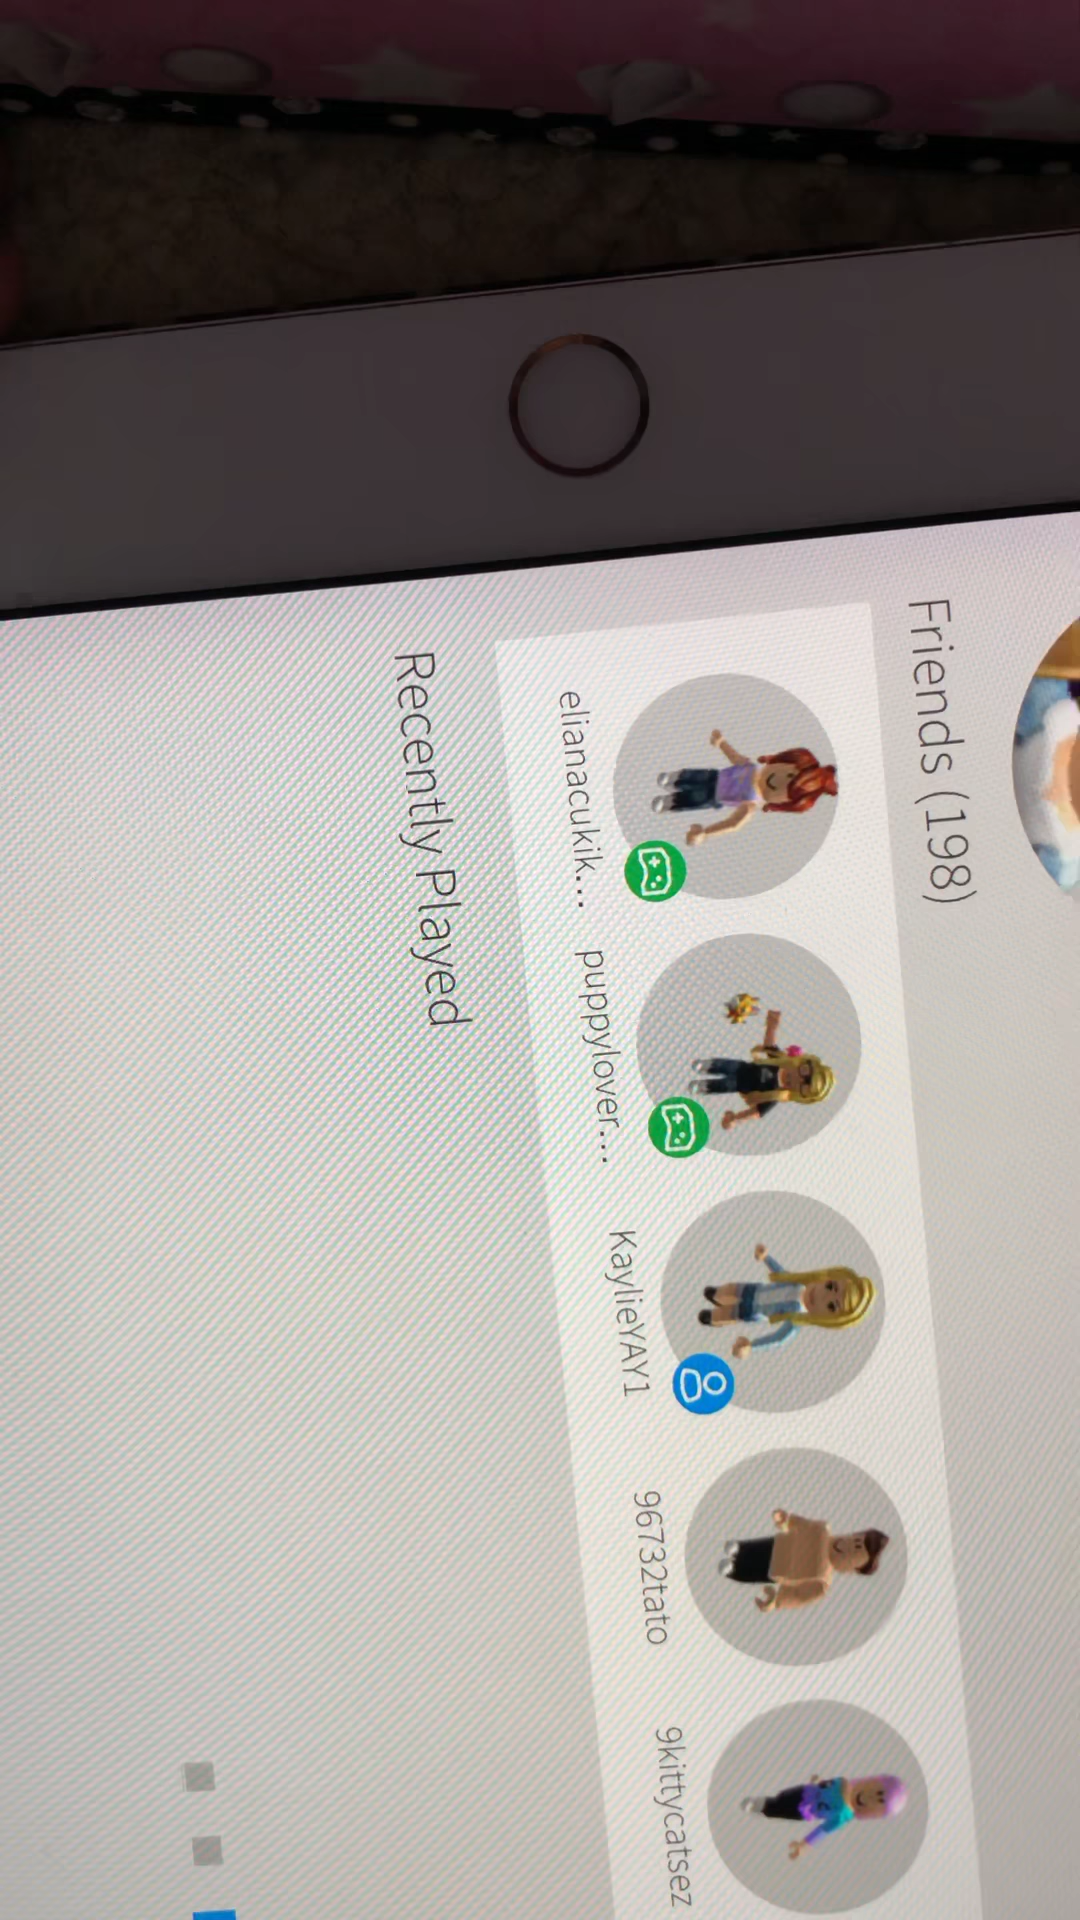 Friends (198)
elianacukik...
puppylover...
KaylieYAY1
96732tato
9kittycatsez
Recently Played